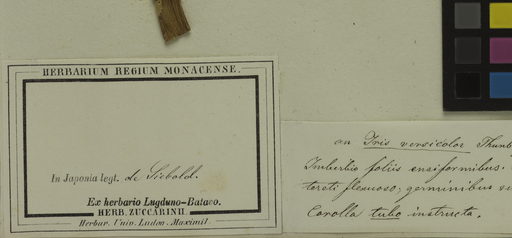 HERBARIUM REGIUM MONACENSE.
In Japonia legt. de Siebold.
Ex herbario Lugduno-Batavo.
HERB. ZUCCARINII.
Herbar. Univ. Ludov. Maximil.
an Iris versicolor Thunb
Imberbis foliis ensiformibus.
tereti flexuoso, germinibus
Corolla tubo instructa.